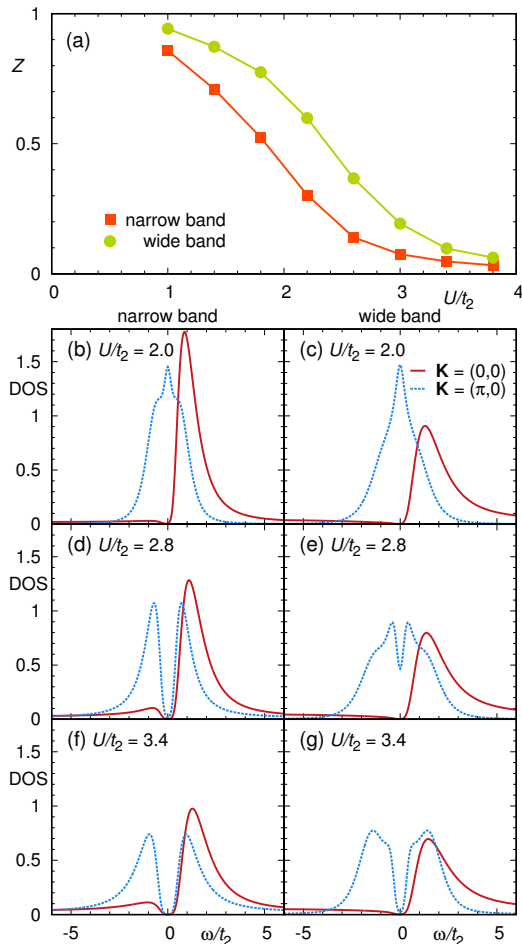 1
(a)
Z
0.5
narrow band
wide band
0
0 1 2 3 U/t2 4
narrow band wide band
(b) U/t2 = 2.0 (c) U/t2 = 2.0
1.5
K = (0,0)
DOS
K = (π,0)
1
0.5
0
(d) U/t2 = 2.8 (e) U/t2 = 2.8
1.5
DOS
1
0.5
0
(f) U/t2 = 3.4 (g) U/t2 = 3.4
1.5
DOS
1
0.5
0
-5 0 ω/t2 -5 0 ω/t2 5